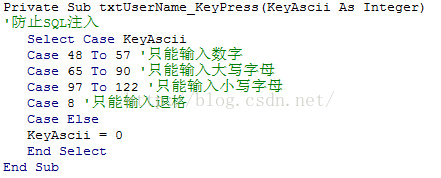 Private Sub txtUserName_KeyPress(KeyAscii As Integer)
'防止SQL注入
Select Case KeyAscii
Case 48 To 57 '只能输入数字
Case 65 To 90 '只能输入大写字母
Case 97 To 122 '只能输入小写字母
Case 8 '只能输入退格
Case Else
KeyAscii = 0
End Select
End Sub
http://blog.csdn.net/